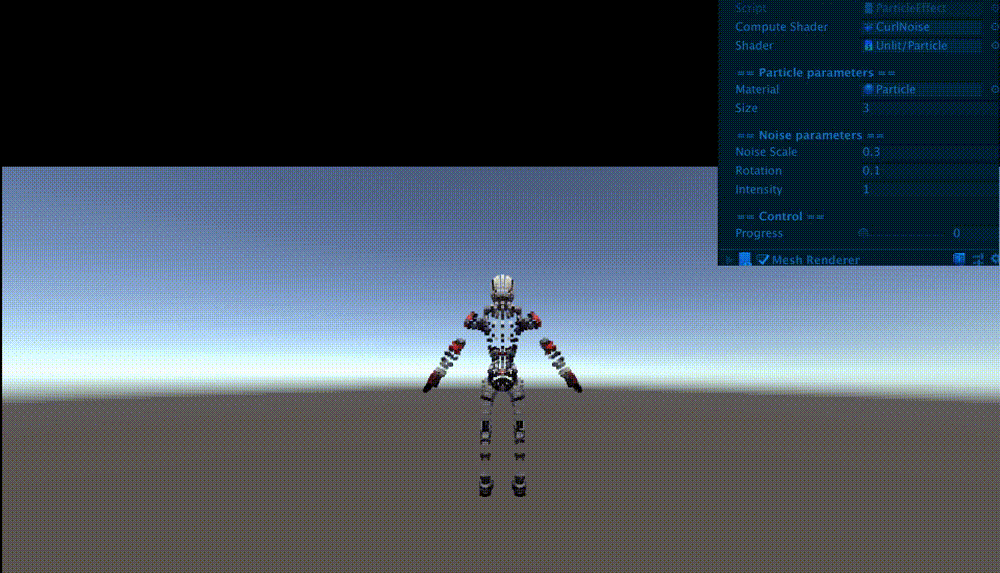 Script ParticleEffect
Compute Shader CurlNoise
Shader Unlit/Particle
== Particle parameters ==
Material Particle
Size 3
== Noise parameters ==
Noise Scale 0.3
Rotation 0.1
Intensity 1
== Control ==
Progress 0
Mesh Renderer